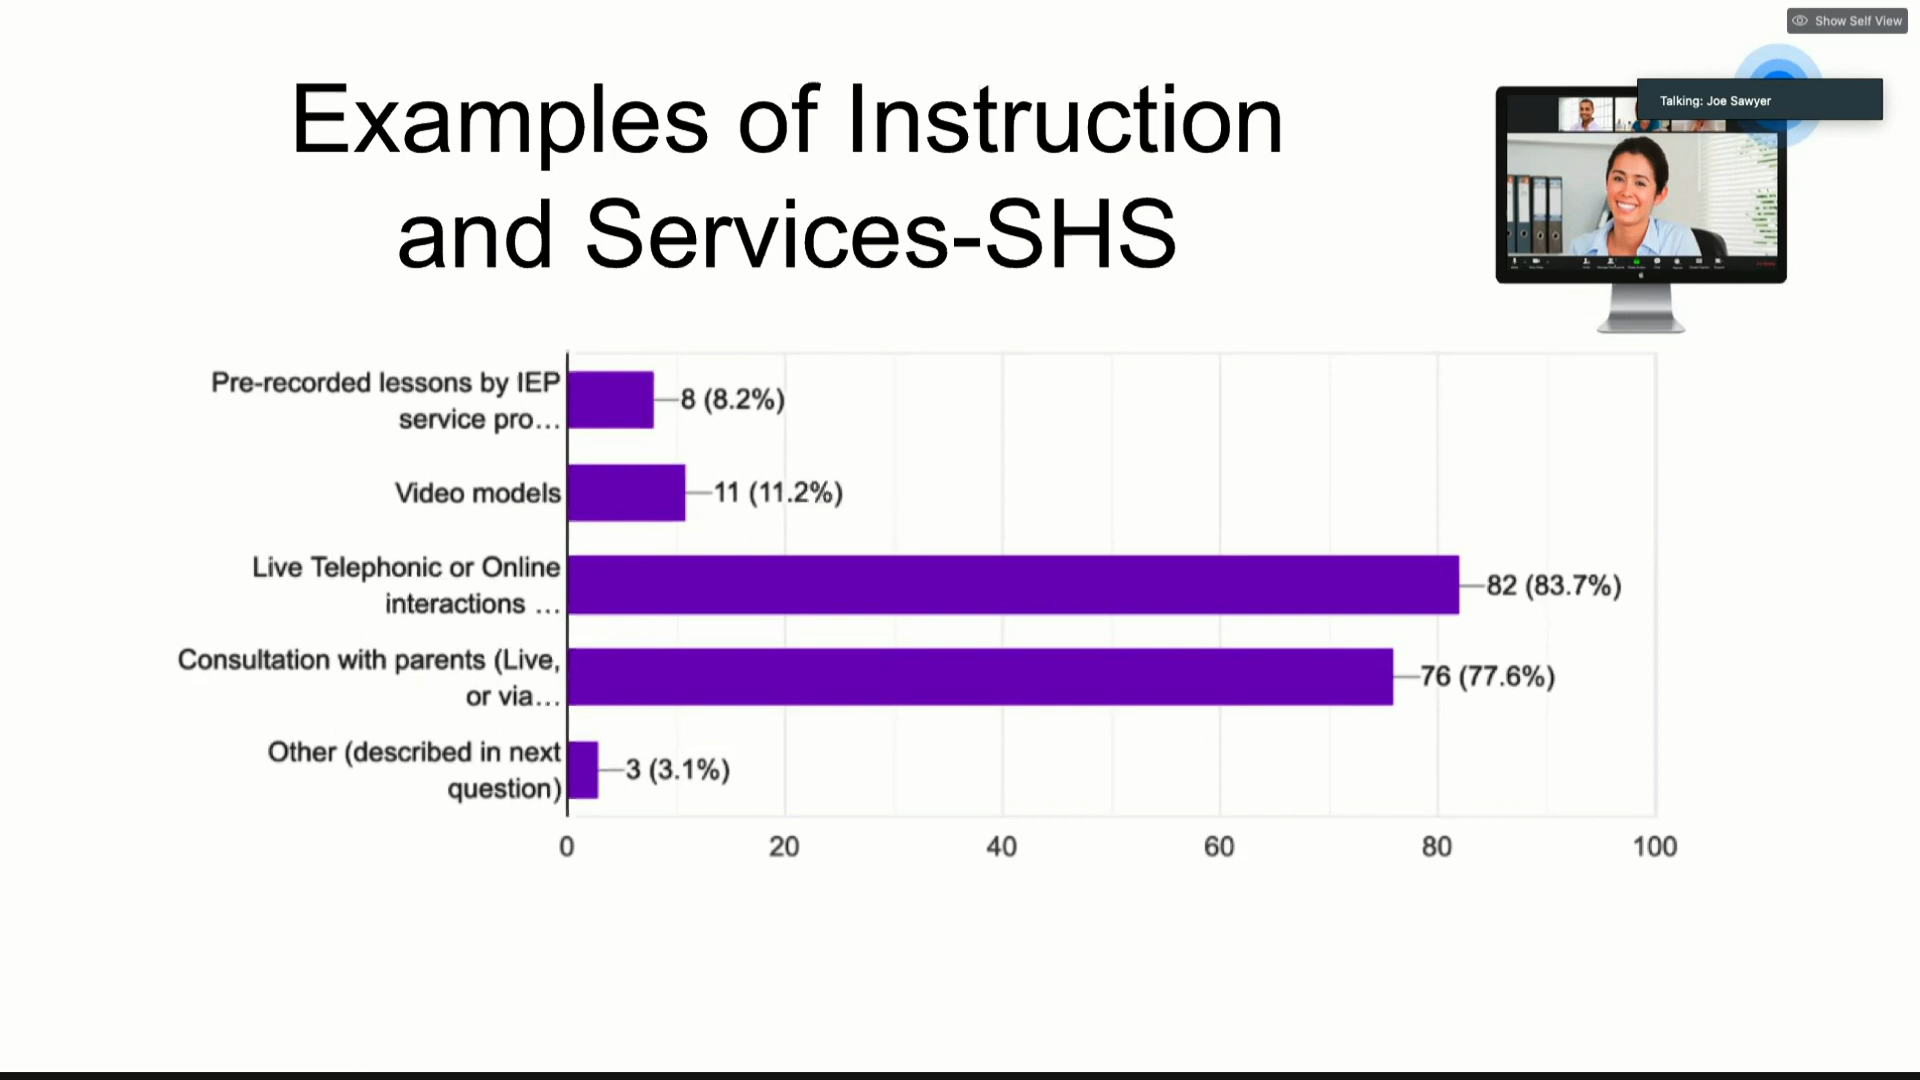 Show Self View
Talking: Joe Sawyer
Examples of Instruction
and Services-SHS
Pre-recorded lessons by IEP
service pro...
8 (8.2%)
Video models
11 (11.2%)
Live Telephonic or Online
interactions ...
82 (83.7%)
Consultation with parents (Live,
or via...
76 (77.6%)
Other (described in next
question)
3 (3.1%)
0 20 40 60 80 100